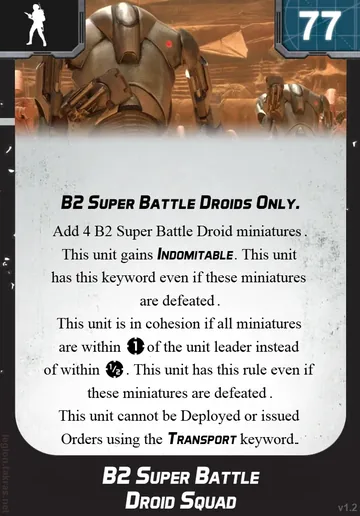 77
B2 Super Battle Droids Only.
Add 4 B2 Super Battle Droid miniatures.
This unit gains Indomitable. This unit
has this keyword even if these miniatures
are defeated.
This unit is in cohesion if all miniatures
are within 1 of the unit leader instead
of within ½. This unit has this rule even if
these miniatures are defeated.
This unit cannot be Deployed or issued
Orders using the Transport keyword.
B2 Super Battle
Droid Squad
legion.takras.net
v1.2